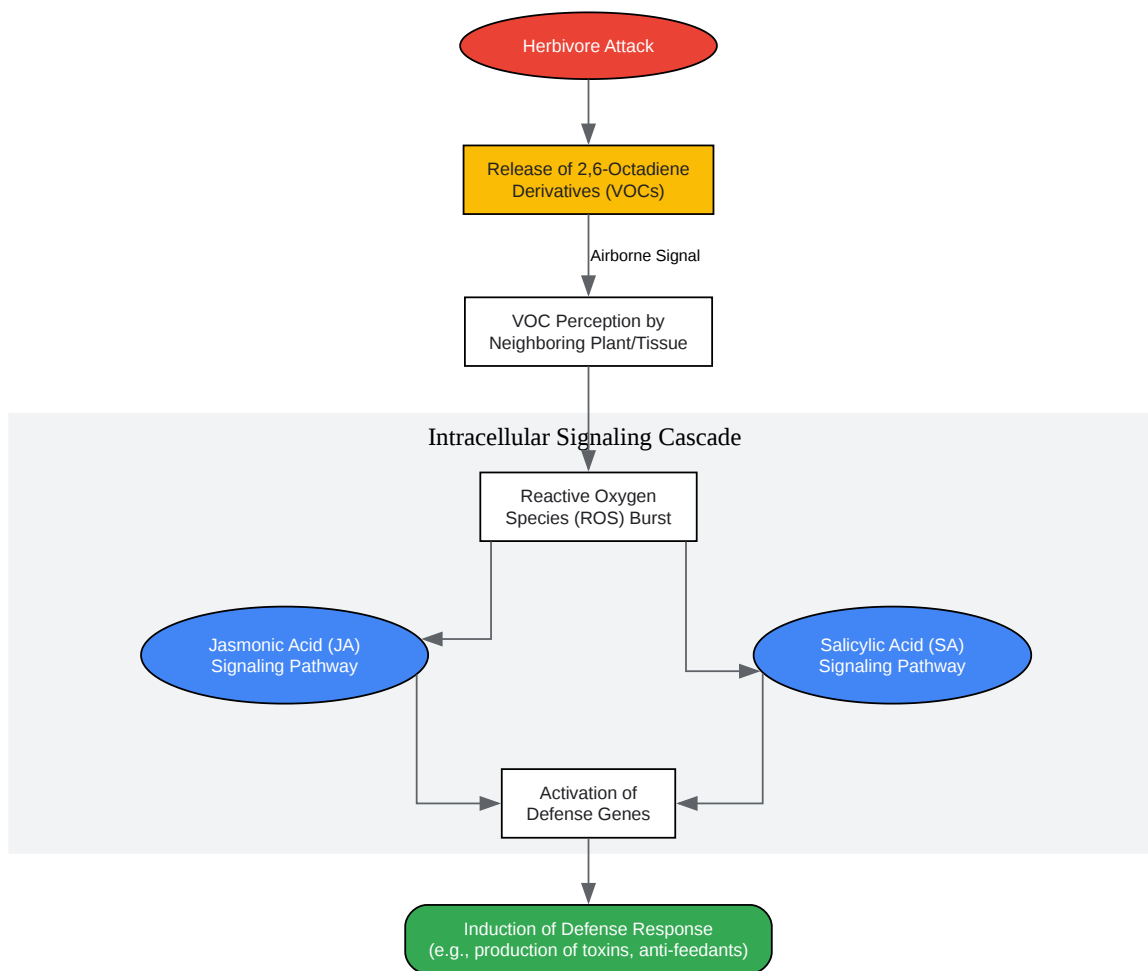 Herbivore Attack
Release of 2,6-Octadiene
Derivatives (VOCs)
Airborne Signal
VOC Perception by
Neighboring Plant/Tissue
Intracellular Signaling Cascade
Reactive Oxygen
Species (ROS) Burst
Jasmonic Acid (JA)
Signaling Pathway
Salicylic Acid (SA)
Signaling Pathway
Activation of
Defense Genes
Induction of Defense Response
(e.g., production of toxins, anti-feedants)